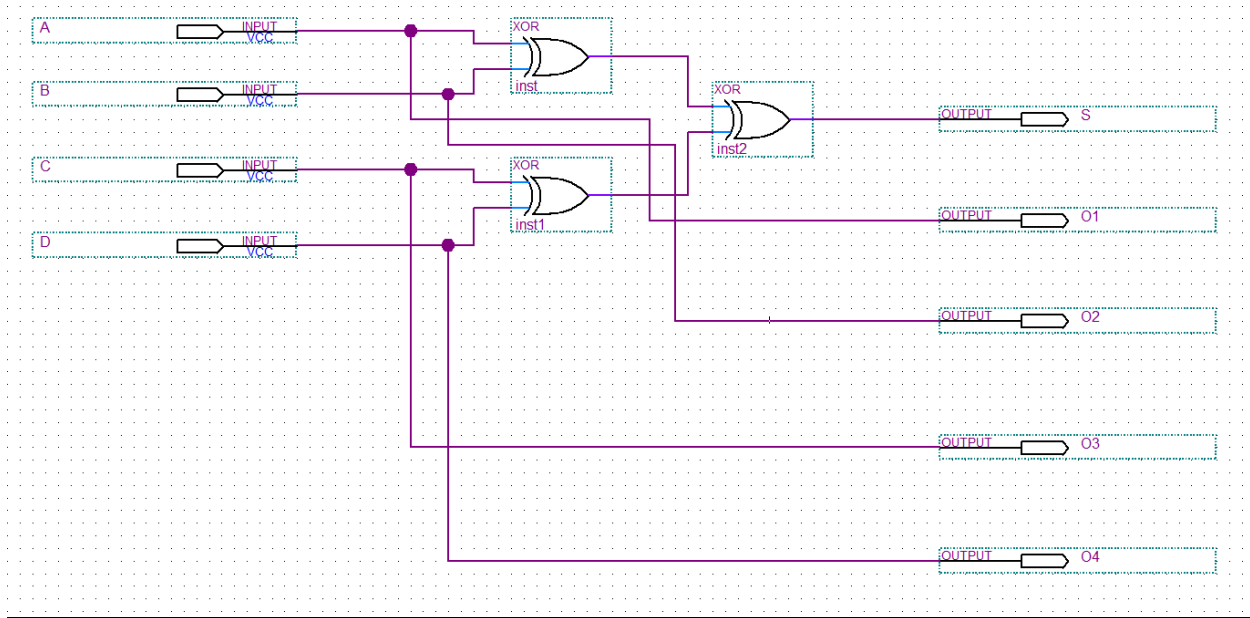 A
INPUT
VCC
XOR
inst
B
INPUT
VCC
XOR
inst2
OUTPUT
S
C
INPUT
VCC
XOR
inst1
OUTPUT
O1
D
INPUT
VCC
OUTPUT
O2
OUTPUT
O3
OUTPUT
O4